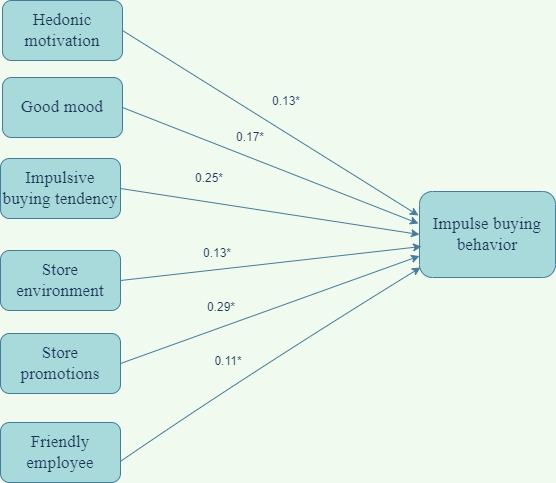 Hedonic
motivation
0.13*
Good mood
0.17*
Impulsive
buying tendency
0.25*
Impulse buying
behavior
Store
environment
0.13*
0.29*
Store
promotions
0.11*
Friendly
employee